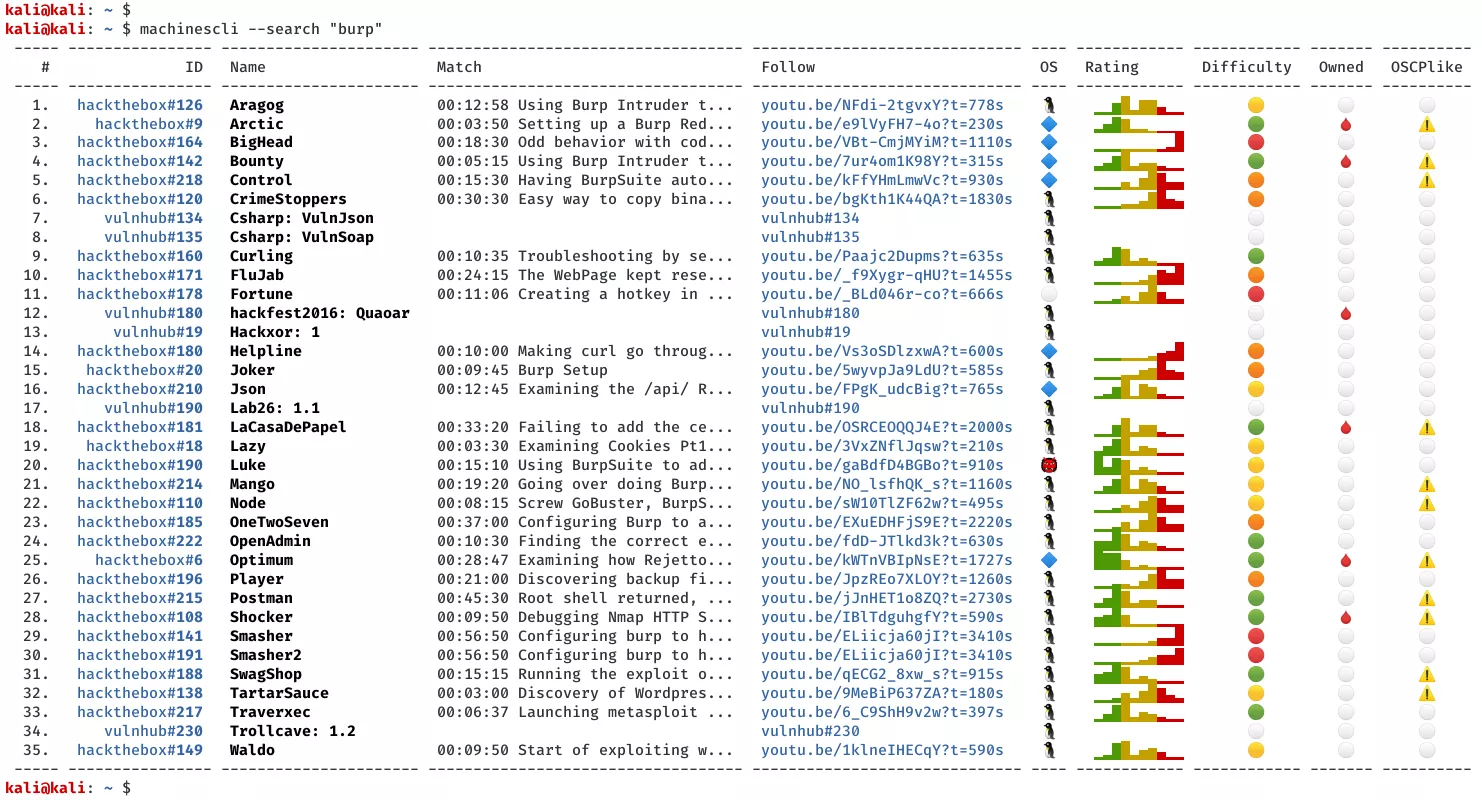 kali@kali: ~ $
kali@kali: ~ $ machinescli --search "burp"
# ID Name Match Follow OS Rating Difficulty Owned OSCPlike
1. hackthebox#126 Aragog 00:12:58 Using Burp Intruder t... youtu.be/NFdi-2tgvxY?t=778s
2. hackthebox#9 Arctic 00:03:50 Setting up a Burp Red... youtu.be/e9lVyFH7-4o?t=230s
3. hackthebox#164 BigHead 00:18:30 Odd behavior with cod... youtu.be/VBt-CmjMYiM?t=1110s
4. hackthebox#142 Bounty 00:05:15 Using Burp Intruder t... youtu.be/7ur4om1K98Y?t=315s
5. hackthebox#218 Control 00:15:30 Having BurpSuite auto... youtu.be/kFfYHmLmwVc?t=930s
6. hackthebox#120 CrimeStoppers 00:30:30 Easy way to copy bina... youtu.be/bgKth1K44QA?t=1830s
7. vulnhub#134 Csharp: VulnJson vulnhub#134
8. vulnhub#135 Csharp: VulnSoap vulnhub#135
9. hackthebox#160 Curling 00:10:35 Troubleshooting by se... youtu.be/Paajc2Dupms?t=635s
10. hackthebox#171 FluJab 00:24:15 The WebPage kept rese... youtu.be/_f9Xygr-qHU?t=1455s
11. hackthebox#178 Fortune 00:11:06 Creating a hotkey in ... youtu.be/_BLd046r-co?t=666s
12. vulnhub#180 hackfest2016: Quaoar vulnhub#180
13. vulnhub#19 Hackxor: 1 vulnhub#19
14. hackthebox#180 Helpline 00:10:00 Making curl go throug... youtu.be/Vs3oSDlzxwA?t=600s
15. hackthebox#20 Joker 00:09:45 Burp Setup youtu.be/5wyvpJa9LdU?t=585s
16. hackthebox#210 Json 00:12:45 Examining the /api/ R... youtu.be/FPgK_udcBig?t=765s
17. vulnhub#190 Lab26: 1.1 vulnhub#190
18. hackthebox#181 LaCasaDePapel 00:33:20 Failing to add the ce... youtu.be/OSRCEOQQJ4E?t=2000s
19. hackthebox#18 Lazy 00:03:30 Examining Cookies Pt1... youtu.be/3VxZNflJqsw?t=210s
20. hackthebox#190 Luke 00:15:10 Using BurpSuite to ad... youtu.be/gaBdfD4BGBo?t=910s
21. hackthebox#214 Mango 00:19:20 Going over doing Burp... youtu.be/NO_lsfhQK_s?t=1160s
22. hackthebox#110 Node 00:08:15 Screw GoBuster, BurpS... youtu.be/sW10TlZF62w?t=495s
23. hackthebox#185 OneTwoSeven 00:37:00 Configuring Burp to a... youtu.be/EXuEDHFjS9E?t=2220s
24. hackthebox#222 OpenAdmin 00:10:30 Finding the correct e... youtu.be/fdD-JTlkd3k?t=630s
25. hackthebox#6 Optimum 00:28:47 Examining how Rejetto... youtu.be/kWTnVBIpNsE?t=1727s
26. hackthebox#196 Player 00:21:00 Discovering backup fi... youtu.be/JpzREo7XLOY?t=1260s
27. hackthebox#215 Postman 00:45:30 Root shell returned, ... youtu.be/jJnHET1o8ZQ?t=2730s
28. hackthebox#108 Shocker 00:09:50 Debugging Nmap HTTP S... youtu.be/IBlTdguhgfY?t=590s
29. hackthebox#141 Smasher 00:56:50 Configuring burp to h... youtu.be/ELiicja60jI?t=3410s
30. hackthebox#191 Smasher2 00:56:50 Configuring burp to h... youtu.be/ELiicja60jI?t=3410s
31. hackthebox#188 SwagShop 00:15:15 Running the exploit o... youtu.be/qECG2_8xw_s?t=915s
32. hackthebox#138 TartarSauce 00:03:00 Discovery of Wordpres... youtu.be/9MeBiP637ZA?t=180s
33. hackthebox#217 Traverxec 00:06:37 Launching metasploit ... youtu.be/6_C9ShH9v2w?t=397s
34. vulnhub#230 Trollcave: 1.2 vulnhub#230
35. hackthebox#149 Waldo 00:09:50 Start of exploiting w... youtu.be/1klneIHECqY?t=590s
kali@kali: ~ $